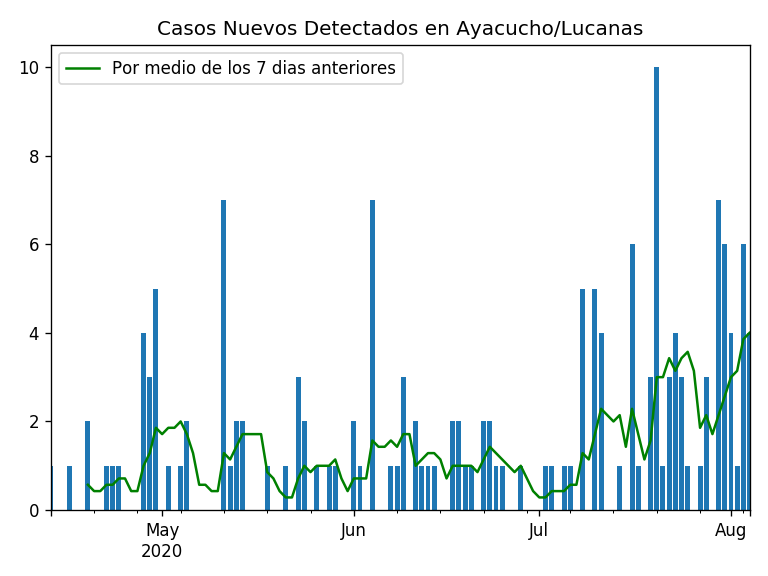 Casos Nuevos Detectados en Ayacucho/Lucanas
Por medio de los 7 dias anteriores
10
8
6
4
2
0
May
2020
Jun
Jul
Aug